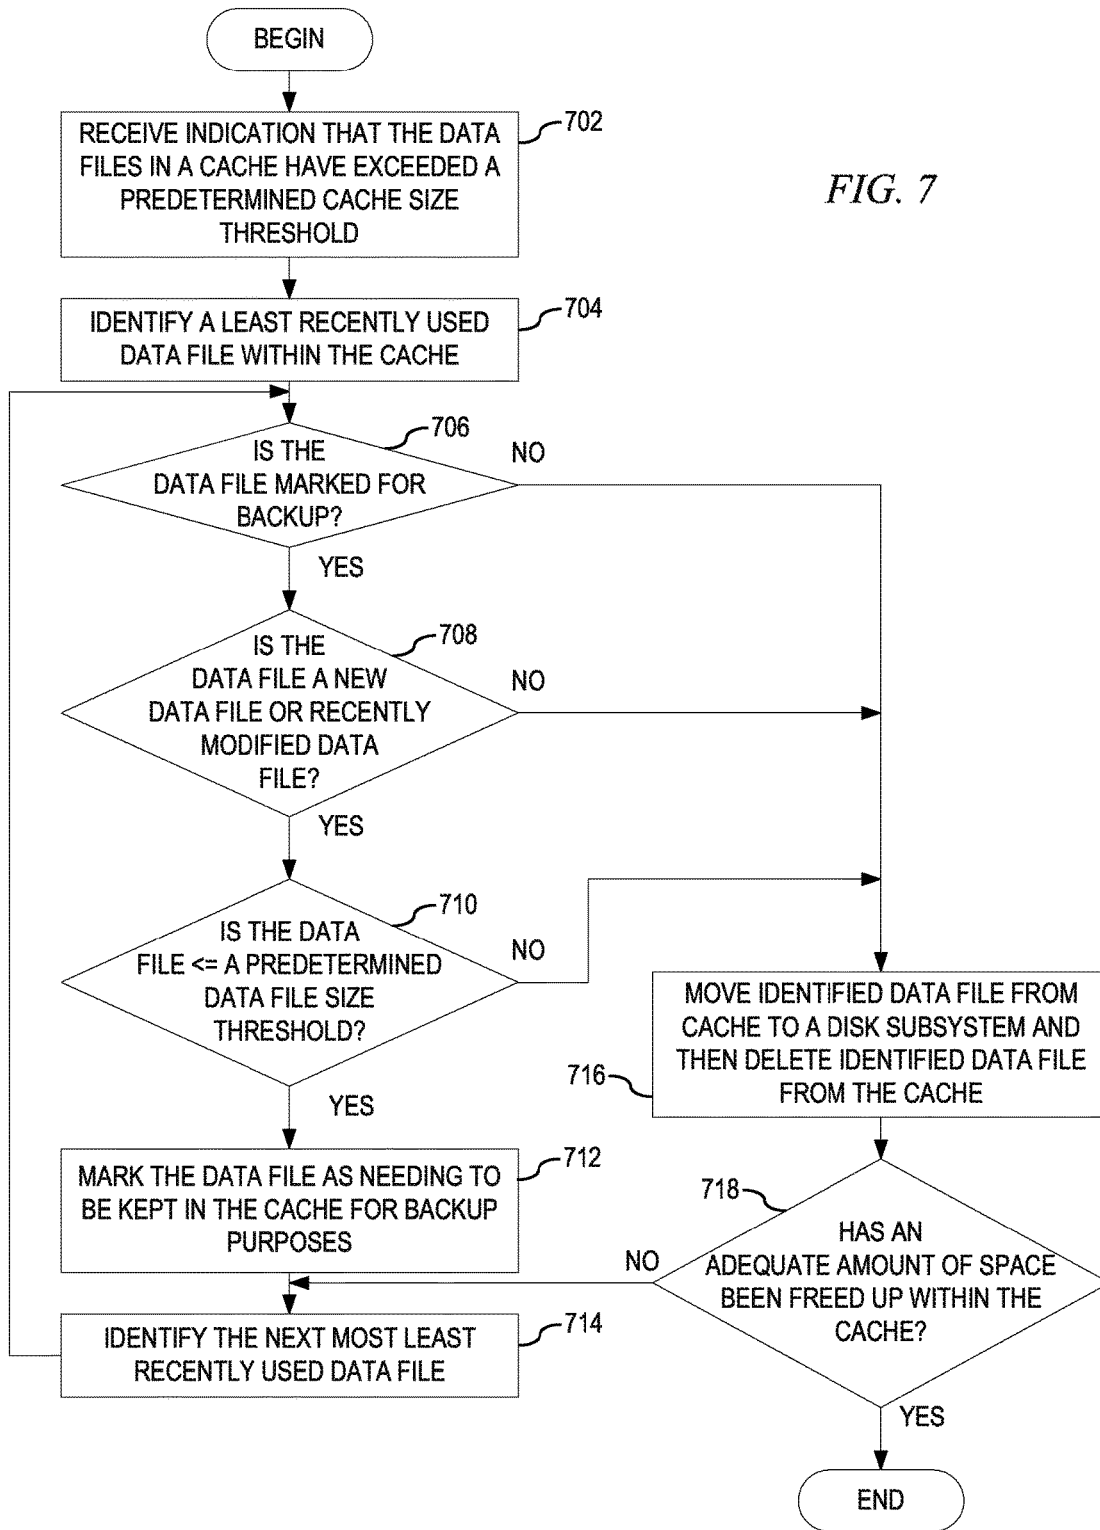 BEGIN
RECEIVE INDICATION THAT THE DATA
FILES IN A CACHE HAVE EXCEEDED A
PREDETERMINED CACHE SIZE
THRESHOLD
702
FIG. 7
IDENTIFY A LEAST RECENTLY USED
DATA FILE WITHIN THE CACHE
704
IS THE
DATA FILE MARKED FOR
BACKUP?
706
NO
YES
IS THE
DATA FILE A NEW
DATA FILE OR RECENTLY
MODIFIED DATA
FILE?
708
NO
YES
IS THE DATA
FILE <= A PREDETERMINED
DATA FILE SIZE
THRESHOLD?
710
NO
YES
MARK THE DATA FILE AS NEEDING TO
BE KEPT IN THE CACHE FOR BACKUP
PURPOSES
712
IDENTIFY THE NEXT MOST LEAST
RECENTLY USED DATA FILE
714
MOVE IDENTIFIED DATA FILE FROM
CACHE TO A DISK SUBSYSTEM AND
THEN DELETE IDENTIFIED DATA FILE
FROM THE CACHE
716
HAS AN
ADEQUATE AMOUNT OF SPACE
BEEN FREED UP WITHIN THE
CACHE?
718
NO
YES
END